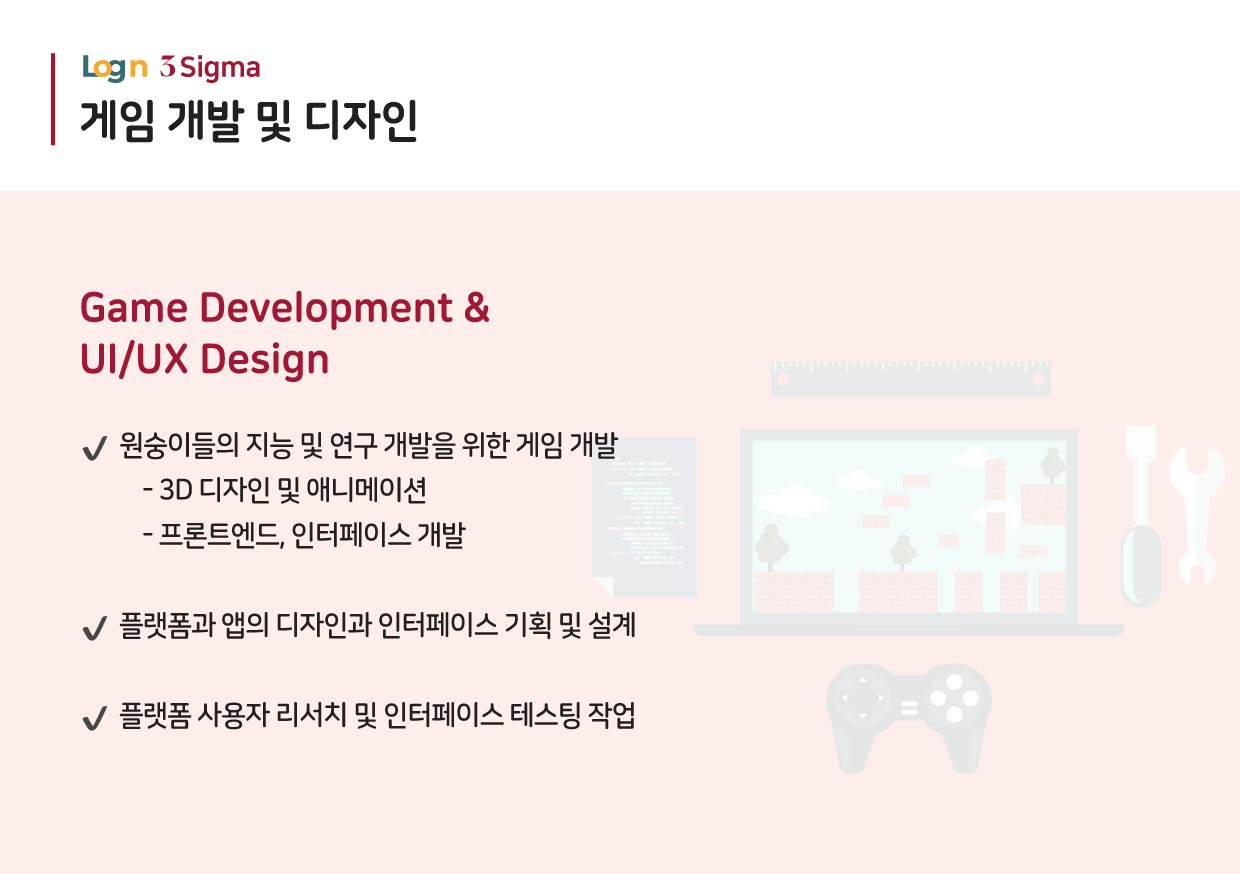 Logn 3Sigma
게임 개발 및 디자인
Game Development &
UI/UX Design
원숭이들의 지능 및 연구 개발을 위한 게임 개발
- 3D 디자인 및 애니메이션
- 프론트엔드, 인터페이스 개발
플랫폼과 앱의 디자인과 인터페이스 기획 및 설계
플랫폼 사용자 리서치 및 인터페이스 테스팅 작업